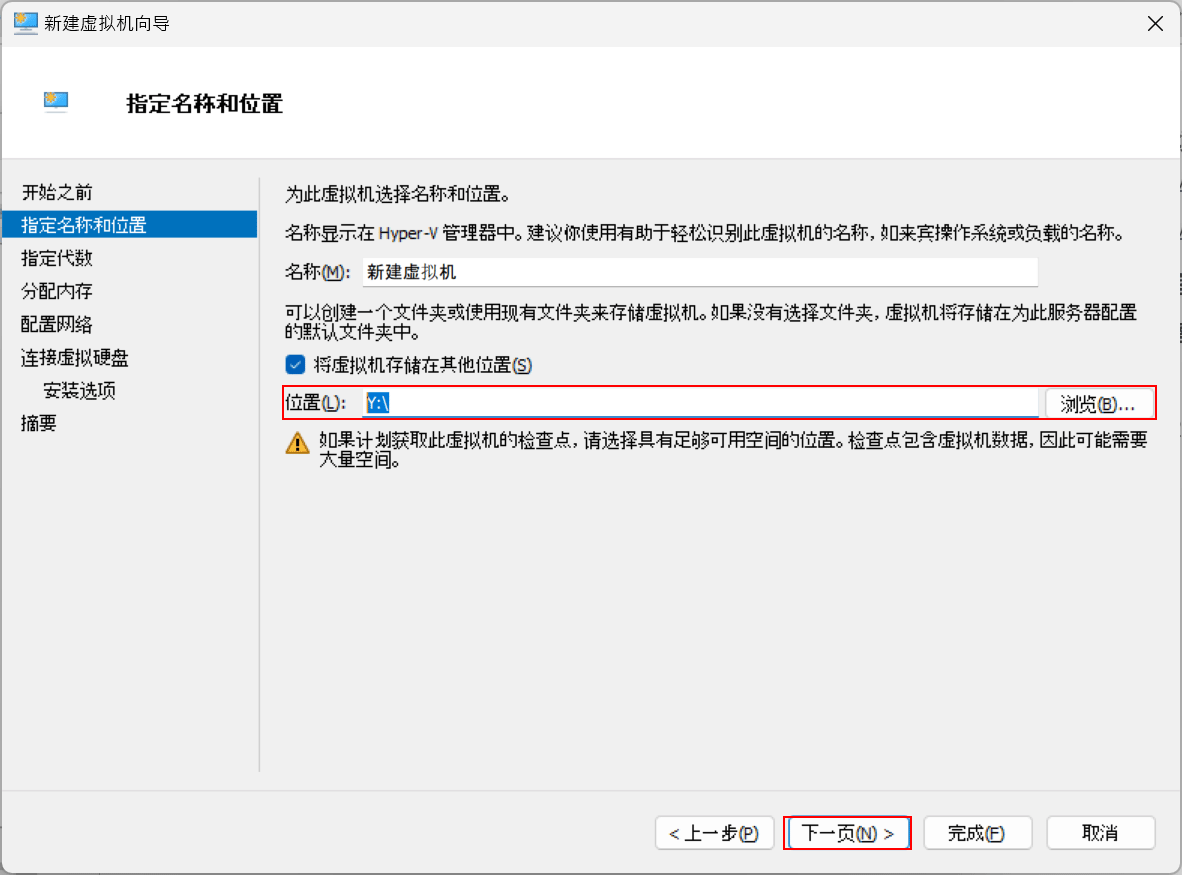 新建虚拟机向导
指定名称和位置
开始之前
指定名称和位置
指定代数
分配内存
配置网络
连接虚拟硬盘
安装选项
摘要
为此虚拟机选择名称和位置。
名称显示在 Hyper-V 管理器中。建议你使用有助于轻松识别此虚拟机的名称，如来宾操作系统或负载的名称。
名称(M): 新建虚拟机
可以创建一个文件夹或使用现有文件夹来存储虚拟机。如果没有选择文件夹，虚拟机将存储在为此服务器配置
的默认文件夹中。
将虚拟机存储在其他位置(S)
位置(L): Y:\ 浏览(B)...
如果计划获取此虚拟机的检查点，请选择具有足够可用空间的位置。检查点包含虚拟机数据，因此可能需要
大量空间。
< 上一步(P) 下一页(N) > 完成(F) 取消